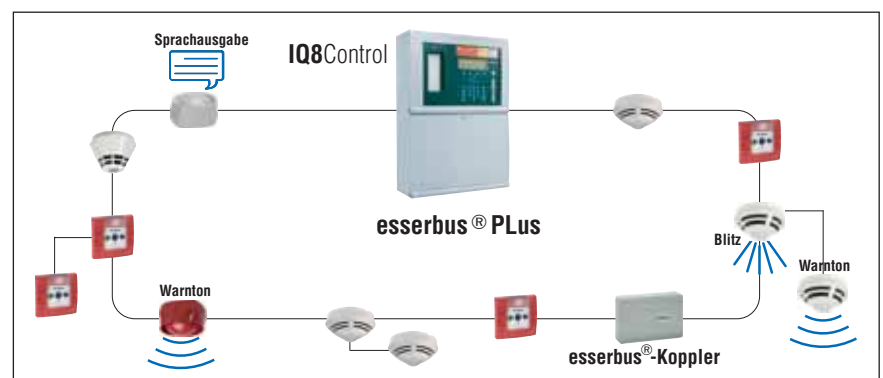 Sprachausgabe
IQ8Control
esserbus® PLus
Blitz
Warnton
Warnton
esserbus®-Koppler